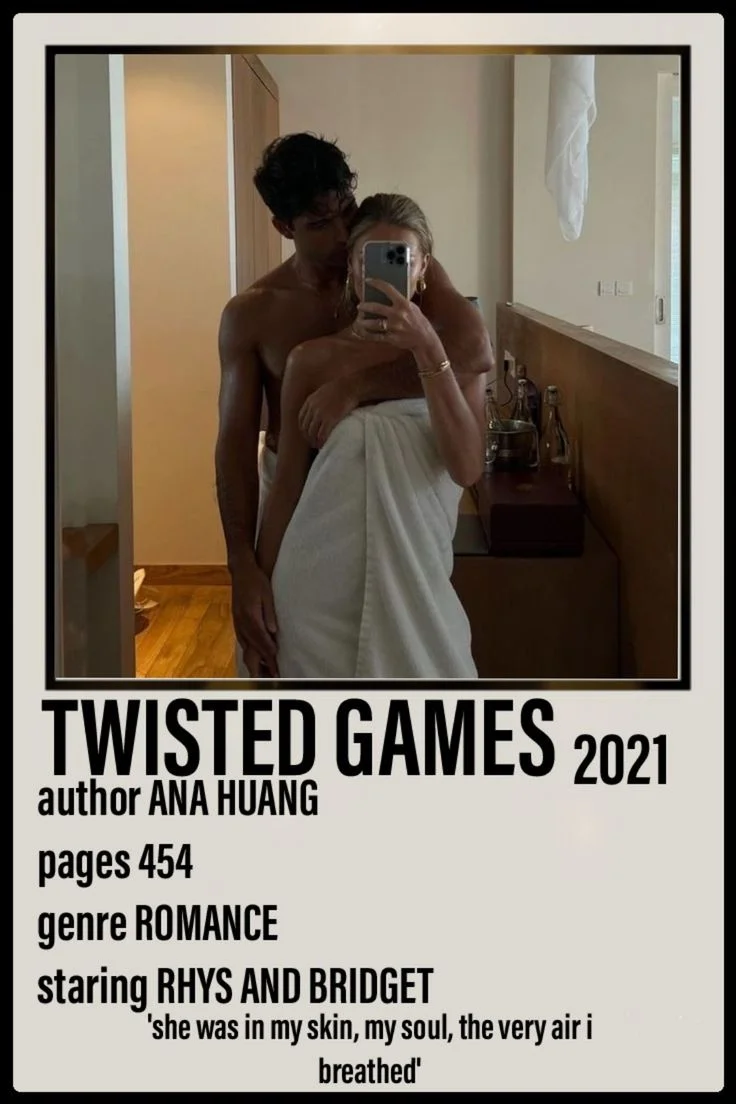 TWISTED GAMES 2021
author ANA HUANG
pages 454
genre ROMANCE
staring RHYS AND BRIDGET
'she was in my skin, my soul, the very air i
breathed'